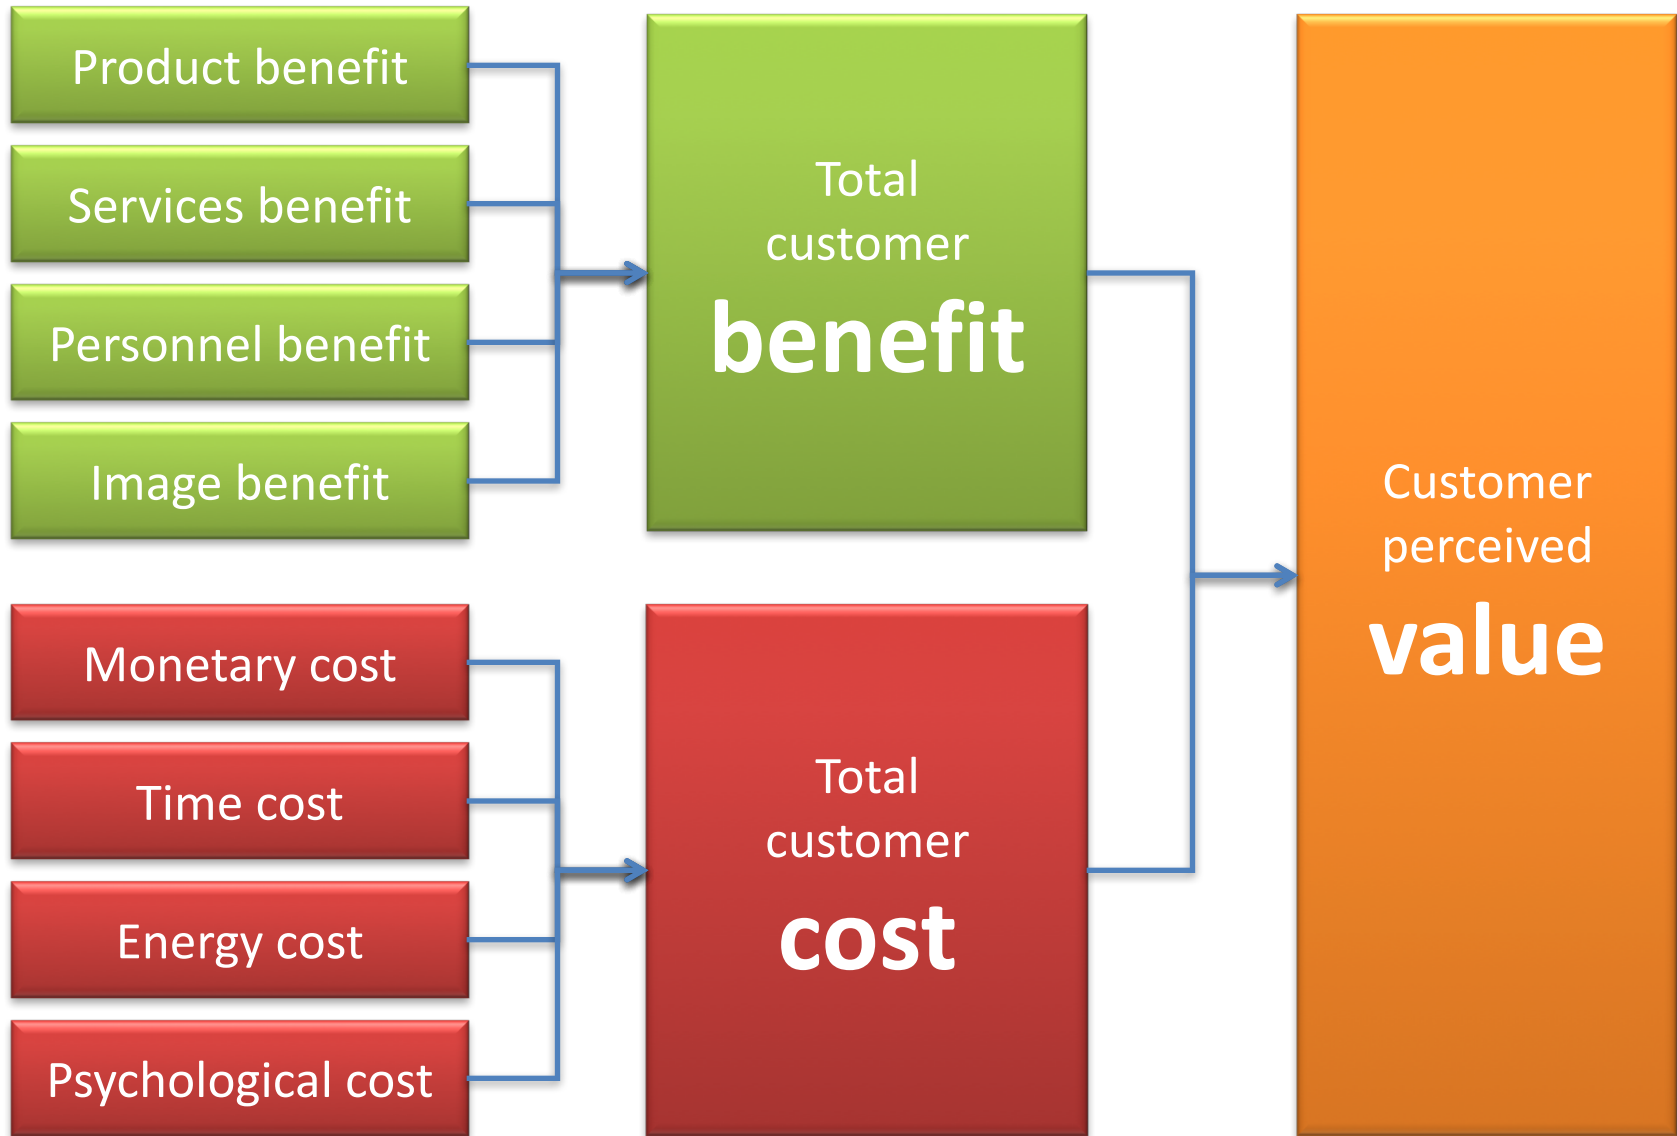 Product benefit
Services benefit
Personnel benefit
Image benefit
Total
customer
benefit
Monetary cost
Time cost
Energy cost
Psychological cost
Total
customer
cost
Customer
perceived
value